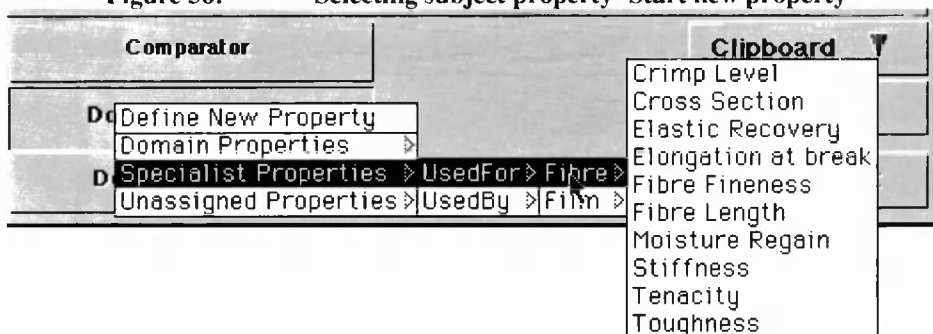 Selecting subject property- Start new property
Comparator
Clipboard
Define New Property
Domain Properties
Specialist Properties
Unassigned Properties
UsedFor
UsedBy
Fibre
Film
Crimp Level
Cross Section
Elastic Recovery
Elongation at break
Fibre Fineness
Fibre Length
Moisture Regain
Stiffness
Tenacity
Toughness